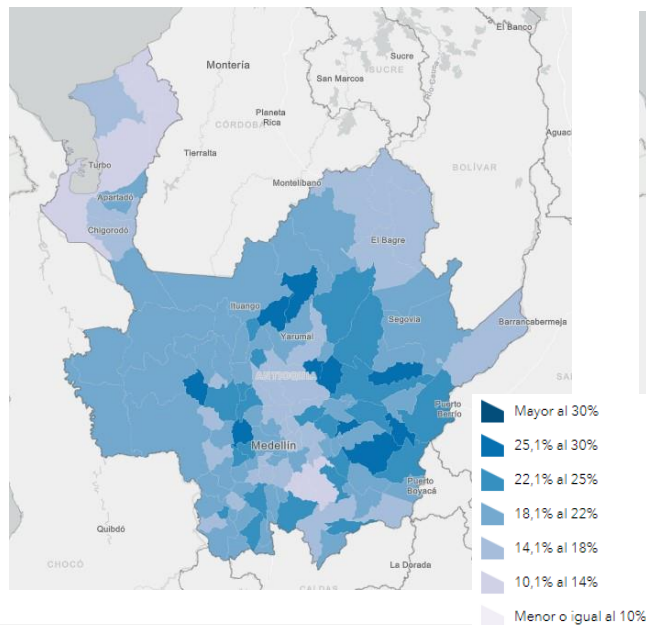 El Banco
Sucre
Montería
SUCRE
San Marcos
Río Cauca
Planeta
Rica
CÓRDOBA
Aguac
Tierralta
Turbo
BOLÍVAR
Montelíbano
Apartadó
Chigorodó
El Bagre
Ituango
Segovia
Barrancabermeja
Yarumal
ANTIOQUIA
SA
Puerto
Berrío
Medellín
Puerto
Boyacá
Quibdó
CHOCÓ
La Dorada
CALDAS
Mayor al 30%
25,1% al 30%
22,1% al 25%
18,1% al 22%
14,1% al 18%
10,1% al 14%
Menor o igual al 10%